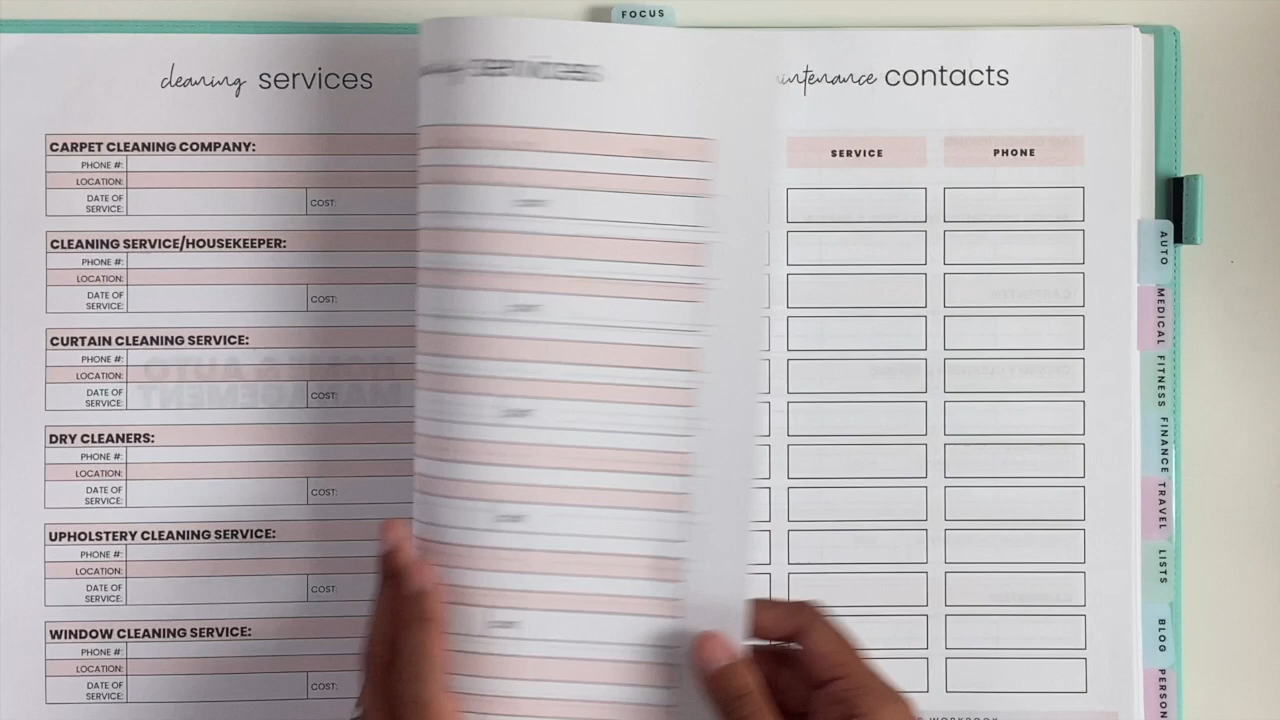 FOCUS
cleaning services
CARPET CLEANING COMPANY:
PHONE #:
LOCATION:
DATE OF
SERVICE:
COST:
CLEANING SERVICE/HOUSEKEEPER:
PHONE #:
LOCATION:
DATE OF
SERVICE:
COST:
CURTAIN CLEANING SERVICE:
PHONE #:
LOCATION:
DATE OF
SERVICE:
COST:
DRY CLEANERS:
PHONE #:
LOCATION:
DATE OF
SERVICE:
COST:
UPHOLSTERY CLEANING SERVICE:
PHONE #:
LOCATION:
DATE OF
SERVICE:
COST:
WINDOW CLEANING SERVICE:
PHONE #:
LOCATION:
DATE OF
SERVICE:
COST:
contacts
SERVICE PHONE
AUTO
MEDICAL
FITNESS
FINANCE
TRAVEL
LISTS
BLOG
PERSON